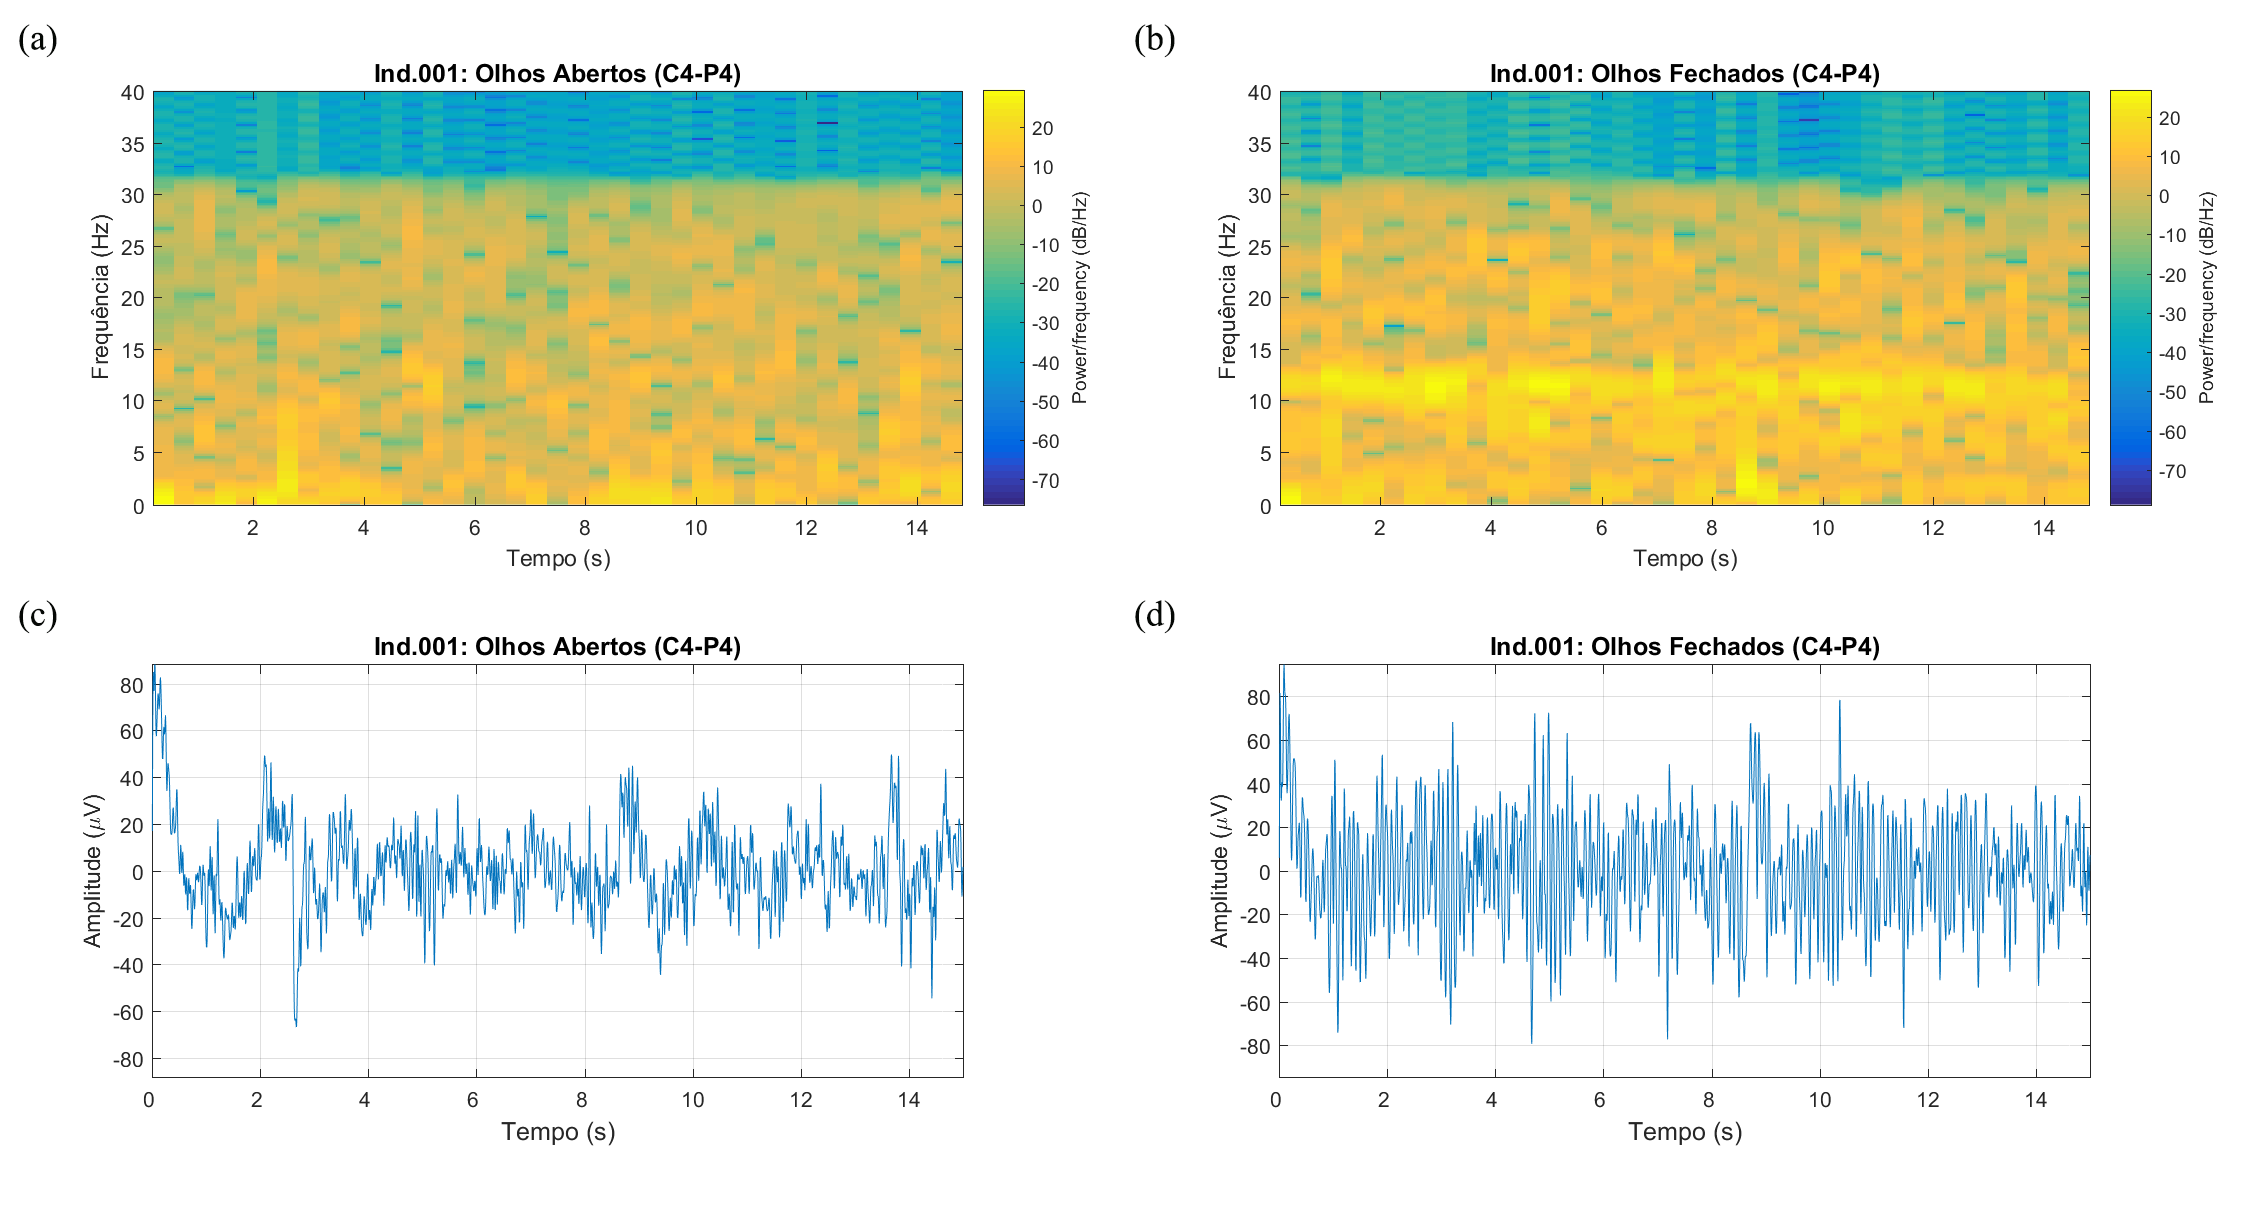 (a)
Ind.001: Olhos Abertos (C4-P4)
40
35
30
25
20
15
10
5
0
Frequência (Hz)
2 4 6 8 10 12 14
Tempo (s)
20
10
0
-10
-20
-30
-40
-50
-60
-70
Power/frequency (dB/Hz)
(b)
Ind.001: Olhos Fechados (C4-P4)
40
35
30
25
20
15
10
5
0
Frequência (Hz)
2 4 6 8 10 12 14
Tempo (s)
20
10
0
-10
-20
-30
-40
-50
-60
-70
Power/frequency (dB/Hz)
(c)
Ind.001: Olhos Abertos (C4-P4)
80
60
40
20
0
-20
-40
-60
-80
Amplitude (μV)
0 2 4 6 8 10 12 14
Tempo (s)
(d)
Ind.001: Olhos Fechados (C4-P4)
80
60
40
20
0
-20
-40
-60
-80
Amplitude (μV)
0 2 4 6 8 10 12 14
Tempo (s)